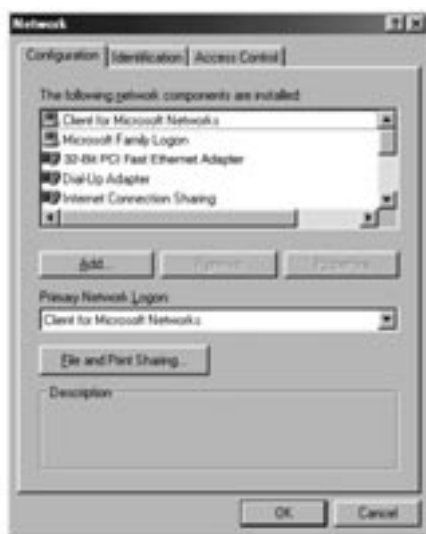 Network
Configuration Identification Access Control
The following network components are installed:
Client for Microsoft Networks
Microsoft Family Logon
32-Bit PCI Fast Ethernet Adapter
Dial-Up Adapter
Internet Connection Sharing
Add... Remove Properties
Primary Network Logon:
Client for Microsoft Networks
File and Print Sharing...
Description
OK Cancel